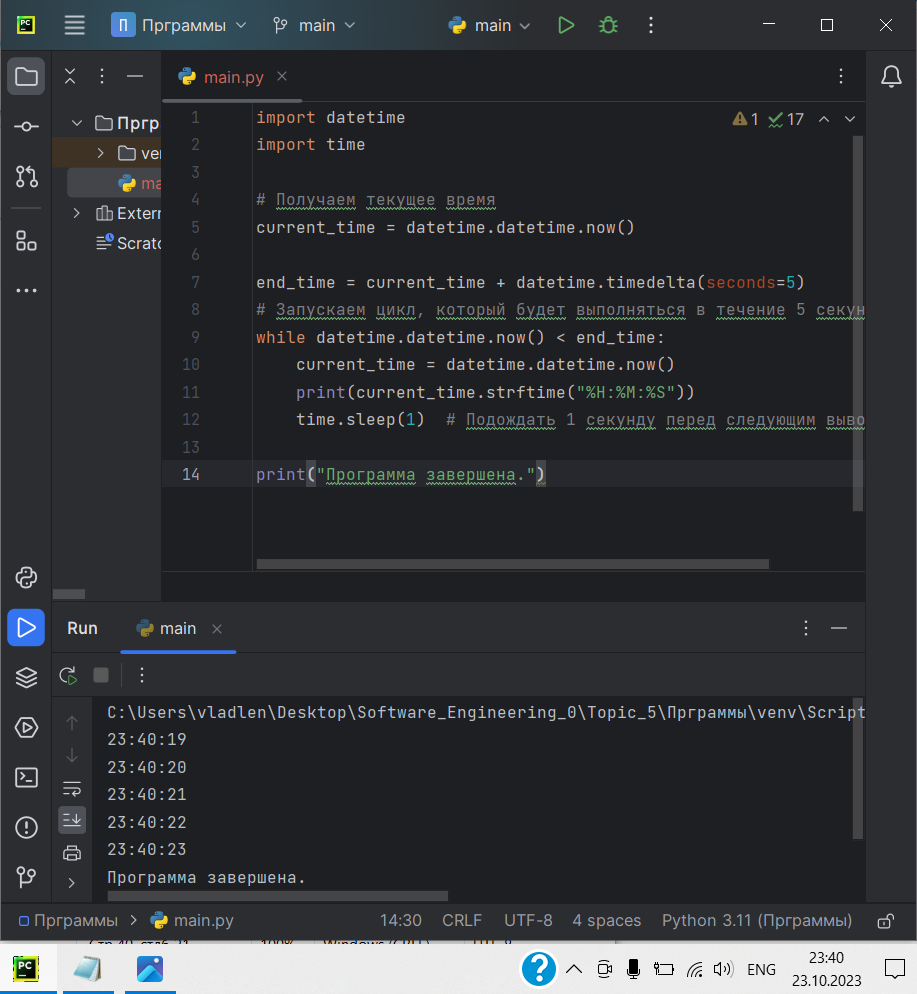 PC П Прграммы main main
main.py
Пргр
ve
ma
Extern
Scratc
1 17
1 import datetime
2 import time
3
4 # Получаем текущее время
5 current_time = datetime.datetime.now()
6
7 end_time = current_time + datetime.timedelta(seconds=5)
8 # Запускаем цикл, который будет выполняться в течение 5 секун
9 while datetime.datetime.now() < end_time:
10 current_time = datetime.datetime.now()
11 print(current_time.strftime("%H:%M:%S"))
12 time.sleep(1) # Подождать 1 секунду перед следующим выво
13
14 print("Программа завершена.")
Run main
C:\Users\vladlen\Desktop\Software_Engineering_0\Topic_5\Прграммы\venv\Script
23:40:19
23:40:20
23:40:21
23:40:22
23:40:23
Программа завершена.
Прграммы main.py 14:30 CRLF UTF-8 4 spaces Python 3.11 (Прграммы)
PC ? ENG 23:40
23.10.2023